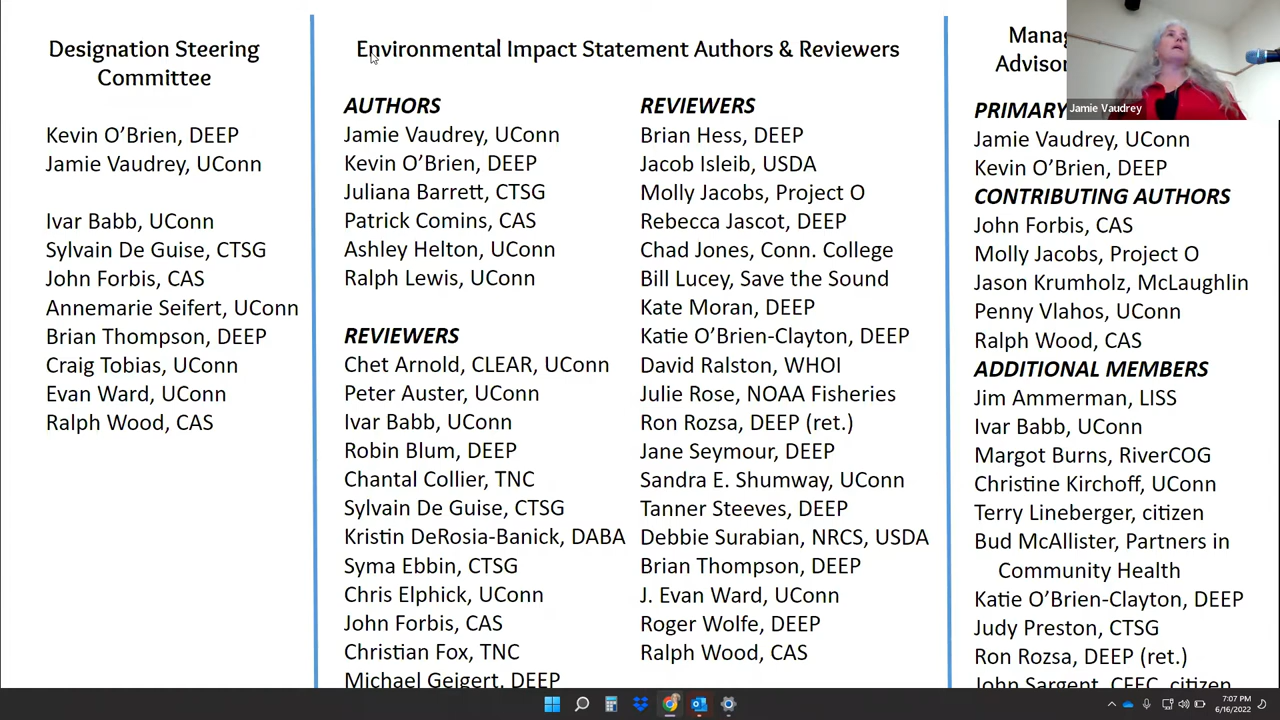 Designation Steering
Committee
Kevin O'Brien, DEEP
Jamie Vaudrey, UConn
Ivar Babb, UConn
Sylvain De Guise, CTSG
John Forbis, CAS
Annemarie Seifert, UConn
Brian Thompson, DEEP
Craig Tobias, UConn
Evan Ward, UConn
Ralph Wood, CAS
Environmental Impact Statement Authors & Reviewers
AUTHORS
Jamie Vaudrey, UConn
Kevin O'Brien, DEEP
Juliana Barrett, CTSG
Patrick Comins, CAS
Ashley Helton, UConn
Ralph Lewis, UConn
REVIEWERS
Chet Arnold, CLEAR, UConn
Peter Auster, UConn
Ivar Babb, UConn
Robin Blum, DEEP
Chantal Collier, TNC
Sylvain De Guise, CTSG
Kristin DeRosia-Banick, DABA
Syma Ebbin, CTSG
Chris Elphick, UConn
John Forbis, CAS
Christian Fox, TNC
Michael Geigert, DEEP
REVIEWERS
Brian Hess, DEEP
Jacob Isleib, USDA
Molly Jacobs, Project O
Rebecca Jascot, DEEP
Chad Jones, Conn. College
Bill Lucey, Save the Sound
Kate Moran, DEEP
Katie O'Brien-Clayton, DEEP
David Ralston, WHOI
Julie Rose, NOAA Fisheries
Ron Rozsa, DEEP (ret.)
Jane Seymour, DEEP
Sandra E. Shumway, UConn
Tanner Steeves, DEEP
Debbie Surabian, NRCS, USDA
Brian Thompson, DEEP
J. Evan Ward, UConn
Roger Wolfe, DEEP
Ralph Wood, CAS
PRIMARY
Jamie Vaudrey, UConn
Kevin O'Brien, DEEP
CONTRIBUTING AUTHORS
John Forbis, CAS
Molly Jacobs, Project O
Jason Krumholz, McLaughlin
Penny Vlahos, UConn
Ralph Wood, CAS
ADDITIONAL MEMBERS
Jim Ammerman, LISS
Ivar Babb, UConn
Margot Burns, RiverCOG
Christine Kirchoff, UConn
Terry Lineberger, citizen
Bud McAllister, Partners in
Community Health
Katie O'Brien-Clayton, DEEP
Judy Preston, CTSG
Ron Rozsa, DEEP (ret.)
John Sargent, CFEC, citizen
Jamie Vaudrey
7:07 PM
6/16/2022